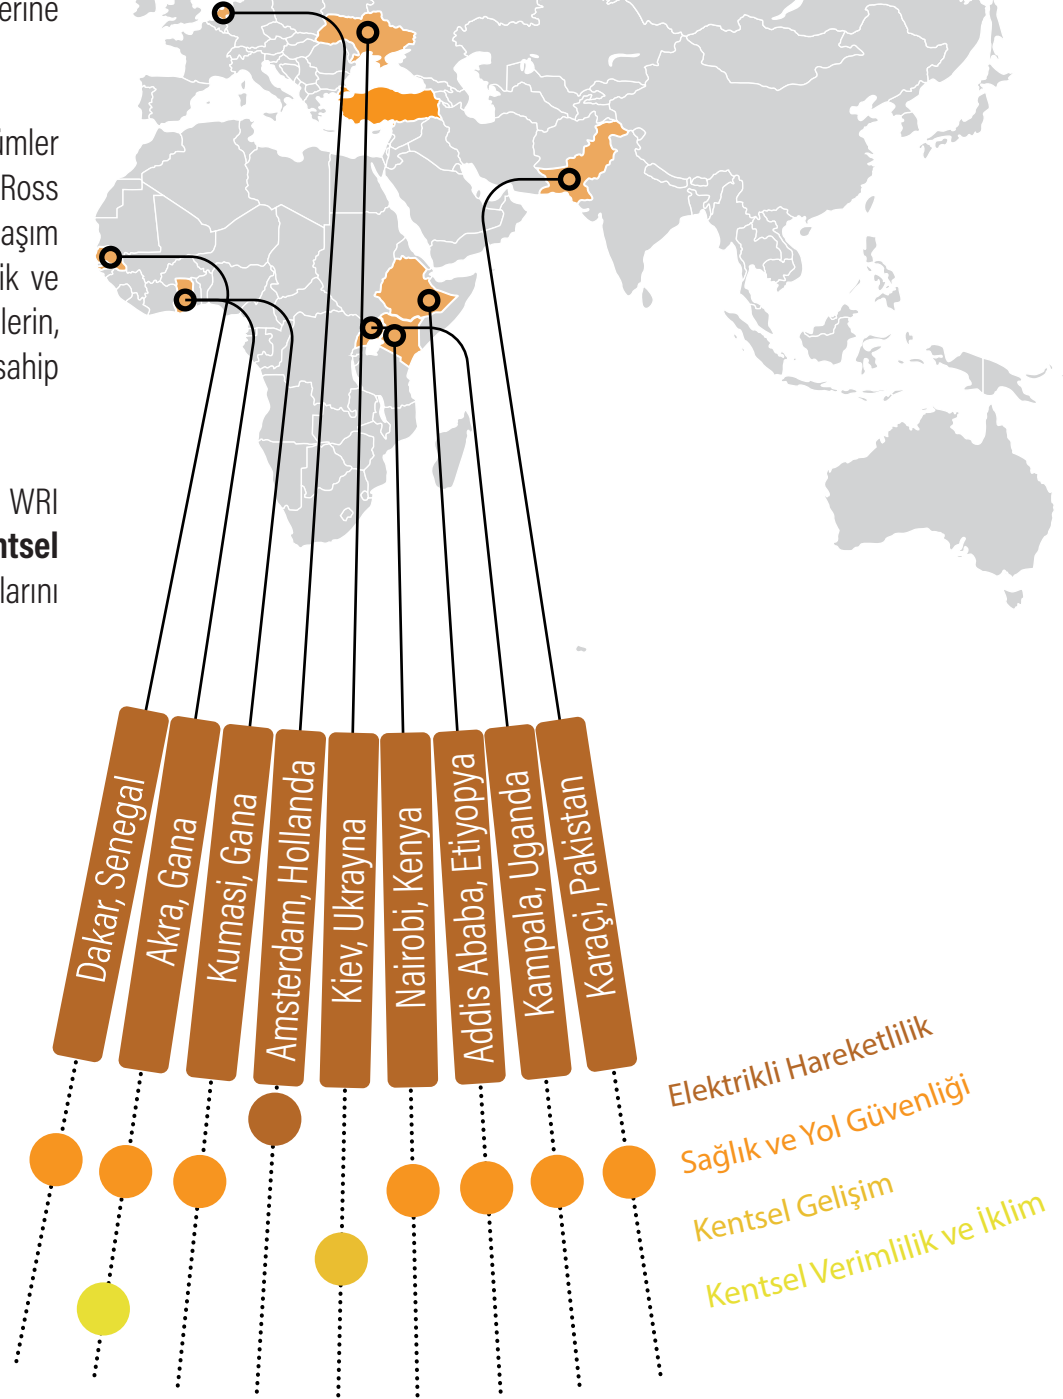 erine
ümler
Ross
aşım
ik ve
lerin,
sahip
WRI
ntsel
larını
Dakar, Senegal
Akra, Gana
Kumasi, Gana
Amsterdam, Hollanda
Kiev, Ukrayna
Nairobi, Kenya
Addis Ababa, Etiyopya
Kampala, Uganda
Karaçi, Pakistan
Elektrikli Hareketlilik
Sağlık ve Yol Güvenliği
Kentsel Gelişim
Kentsel Verimlilik ve İklim